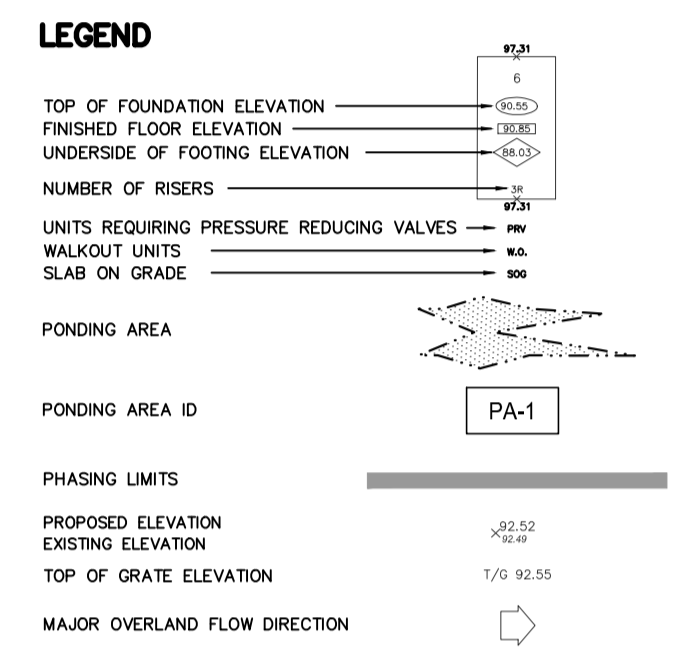 LEGEND
97.31
6
TOP OF FOUNDATION ELEVATION 90.55
FINISHED FLOOR ELEVATION 90.85
UNDERSIDE OF FOOTING ELEVATION 88.03
NUMBER OF RISERS 3R
97.31
UNITS REQUIRING PRESSURE REDUCING VALVES PRV
WALKOUT UNITS W.O.
SLAB ON GRADE SOG
PONDING AREA
PONDING AREA ID PA-1
PHASING LIMITS
PROPOSED ELEVATION 92.52
EXISTING ELEVATION 92.49
TOP OF GRATE ELEVATION T/G 92.55
MAJOR OVERLAND FLOW DIRECTION